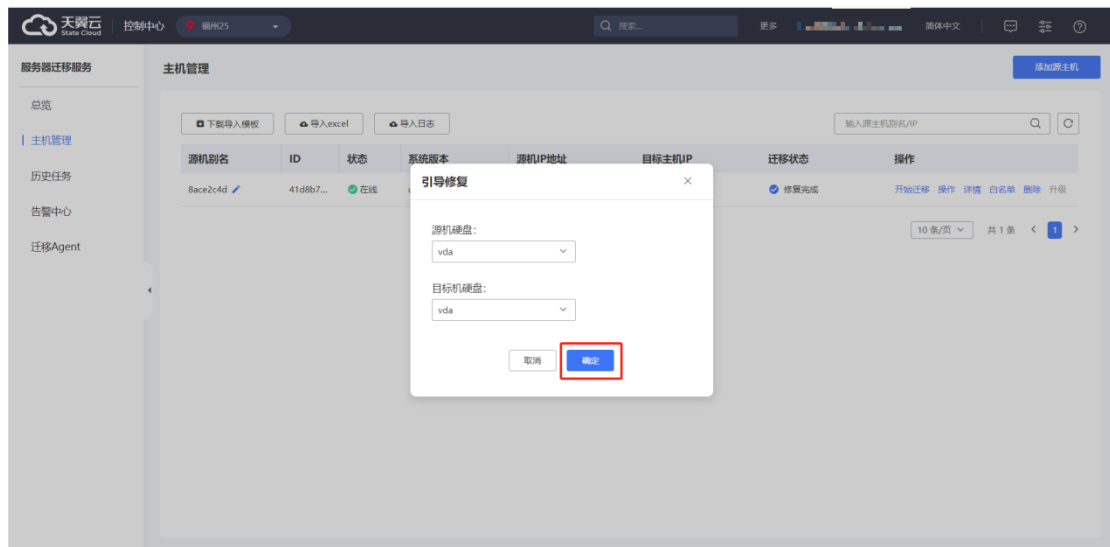 天翼云
State Cloud
控制中心
福州25
搜索...
更多
简体中文
服务器迁移服务
主机管理
添加源主机
总览
主机管理
历史任务
告警中心
迁移Agent
下载导入模板
导入excel
导入日志
输入源主机别名/IP
源机别名 ID 状态 系统版本 源机IP地址 目标主机IP 迁移状态 操作
8ace2c4d 41d8b7... 在线 修复完成 开始迁移 操作 详情 白名单 删除 升级
10 条/页 共 1 条 1
引导修复
源机硬盘:
vda
目标机硬盘:
vda
取消 确定